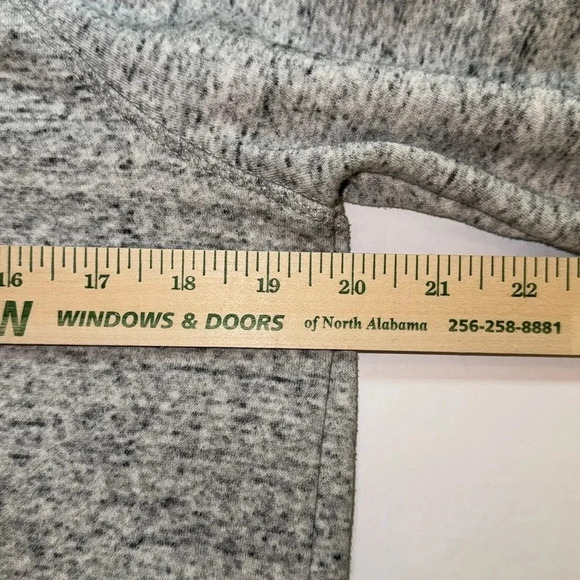 16 17 18 19 20 21 22
W WINDOWS & DOORS of North Alabama 256-258-8881